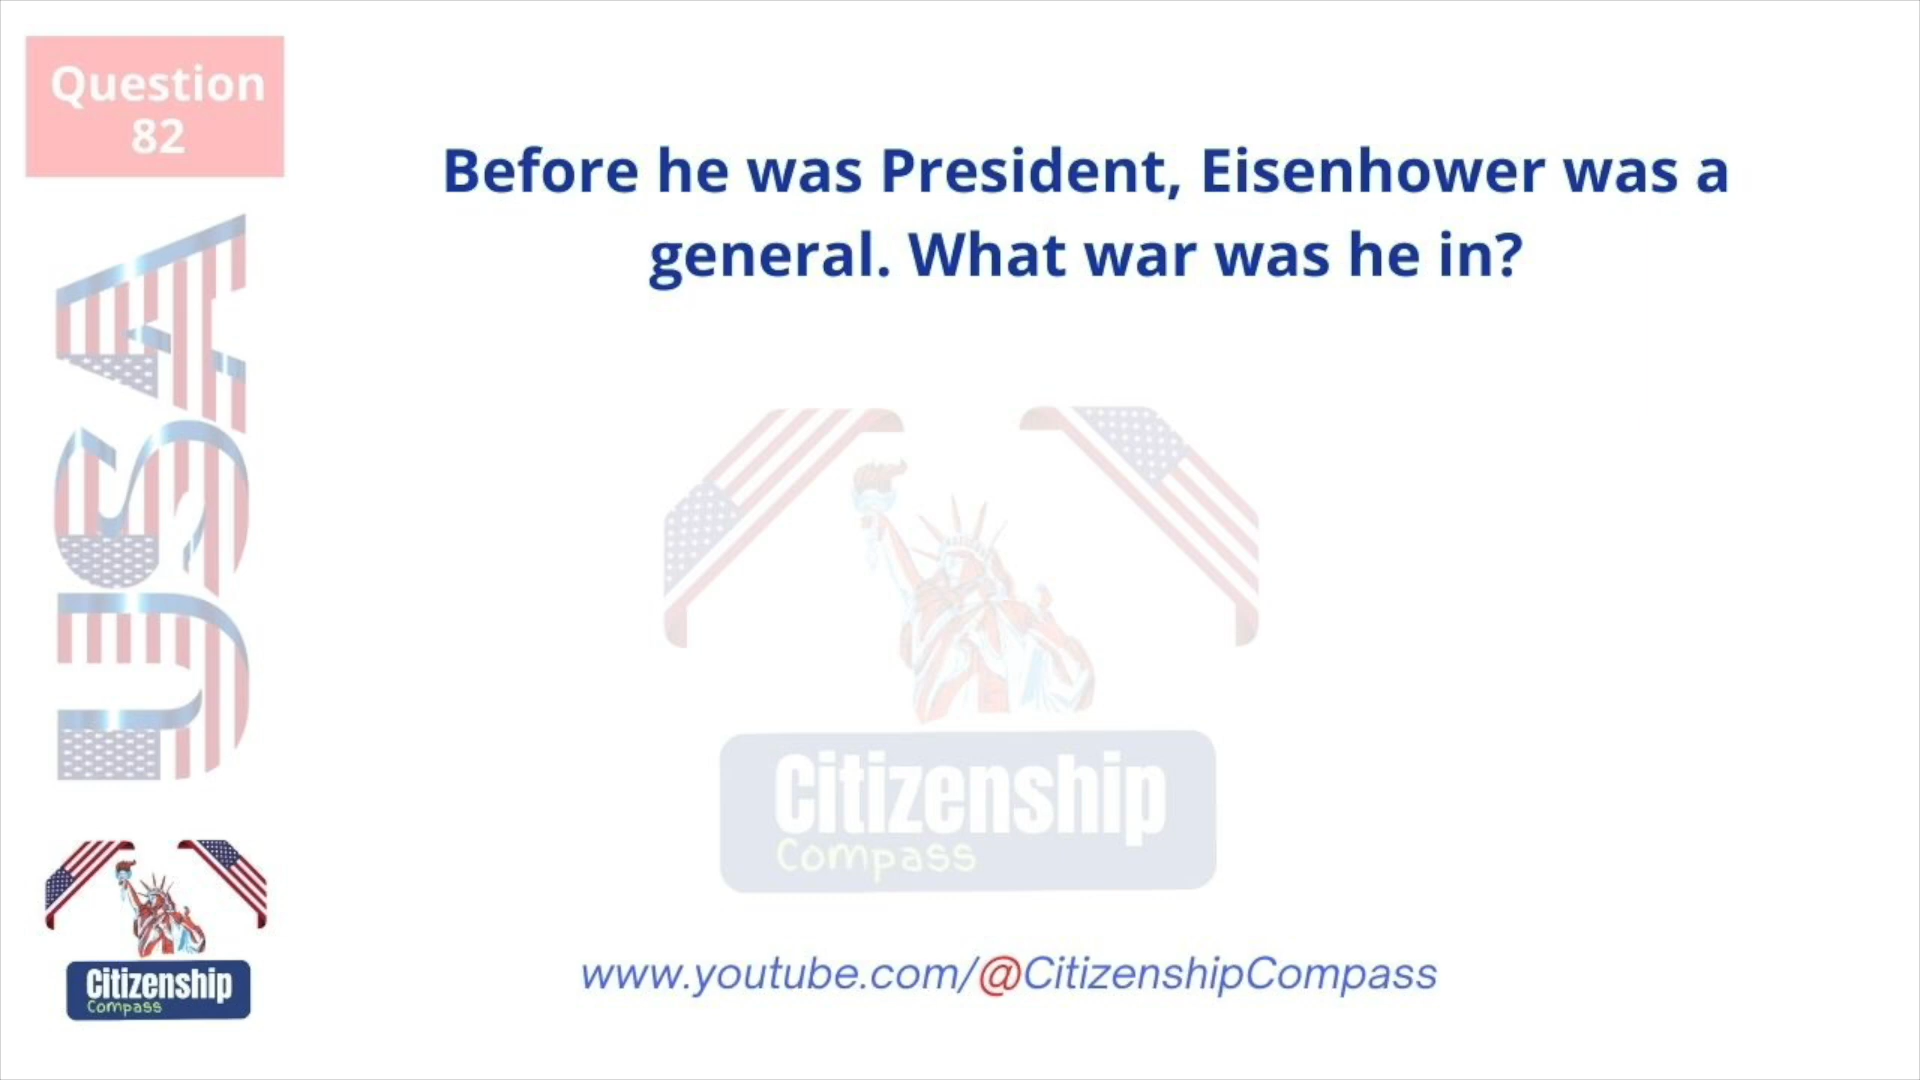 Question
82
Before he was President, Eisenhower was a
general. What war was he in?
USA
Citizenship
Compass
Citizenship
Compass
www.youtube.com/@CitizenshipCompass